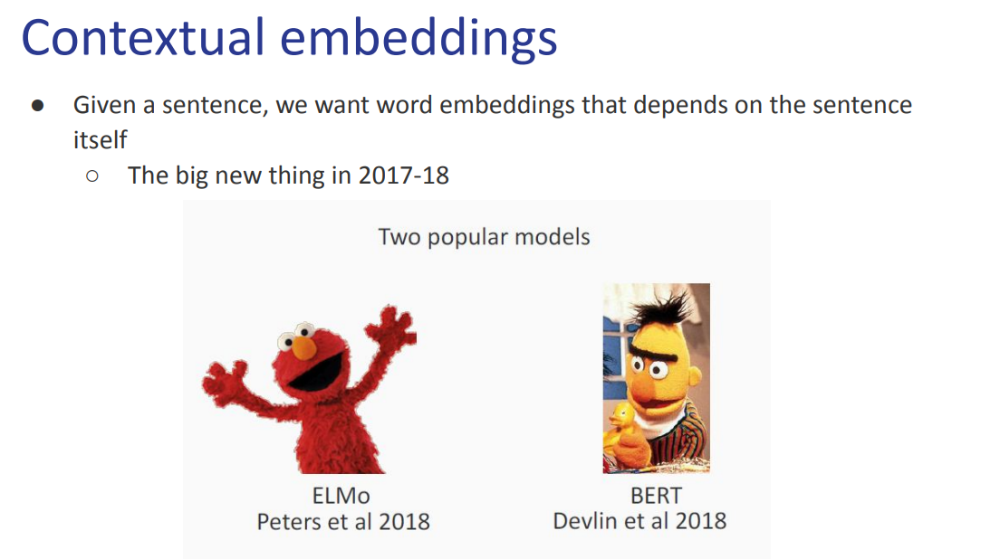 Contextual embeddings
● Given a sentence, we want word embeddings that depends on the sentence
itself
○ The big new thing in 2017-18
Two popular models
ELMo
Peters et al 2018
BERT
Devlin et al 2018